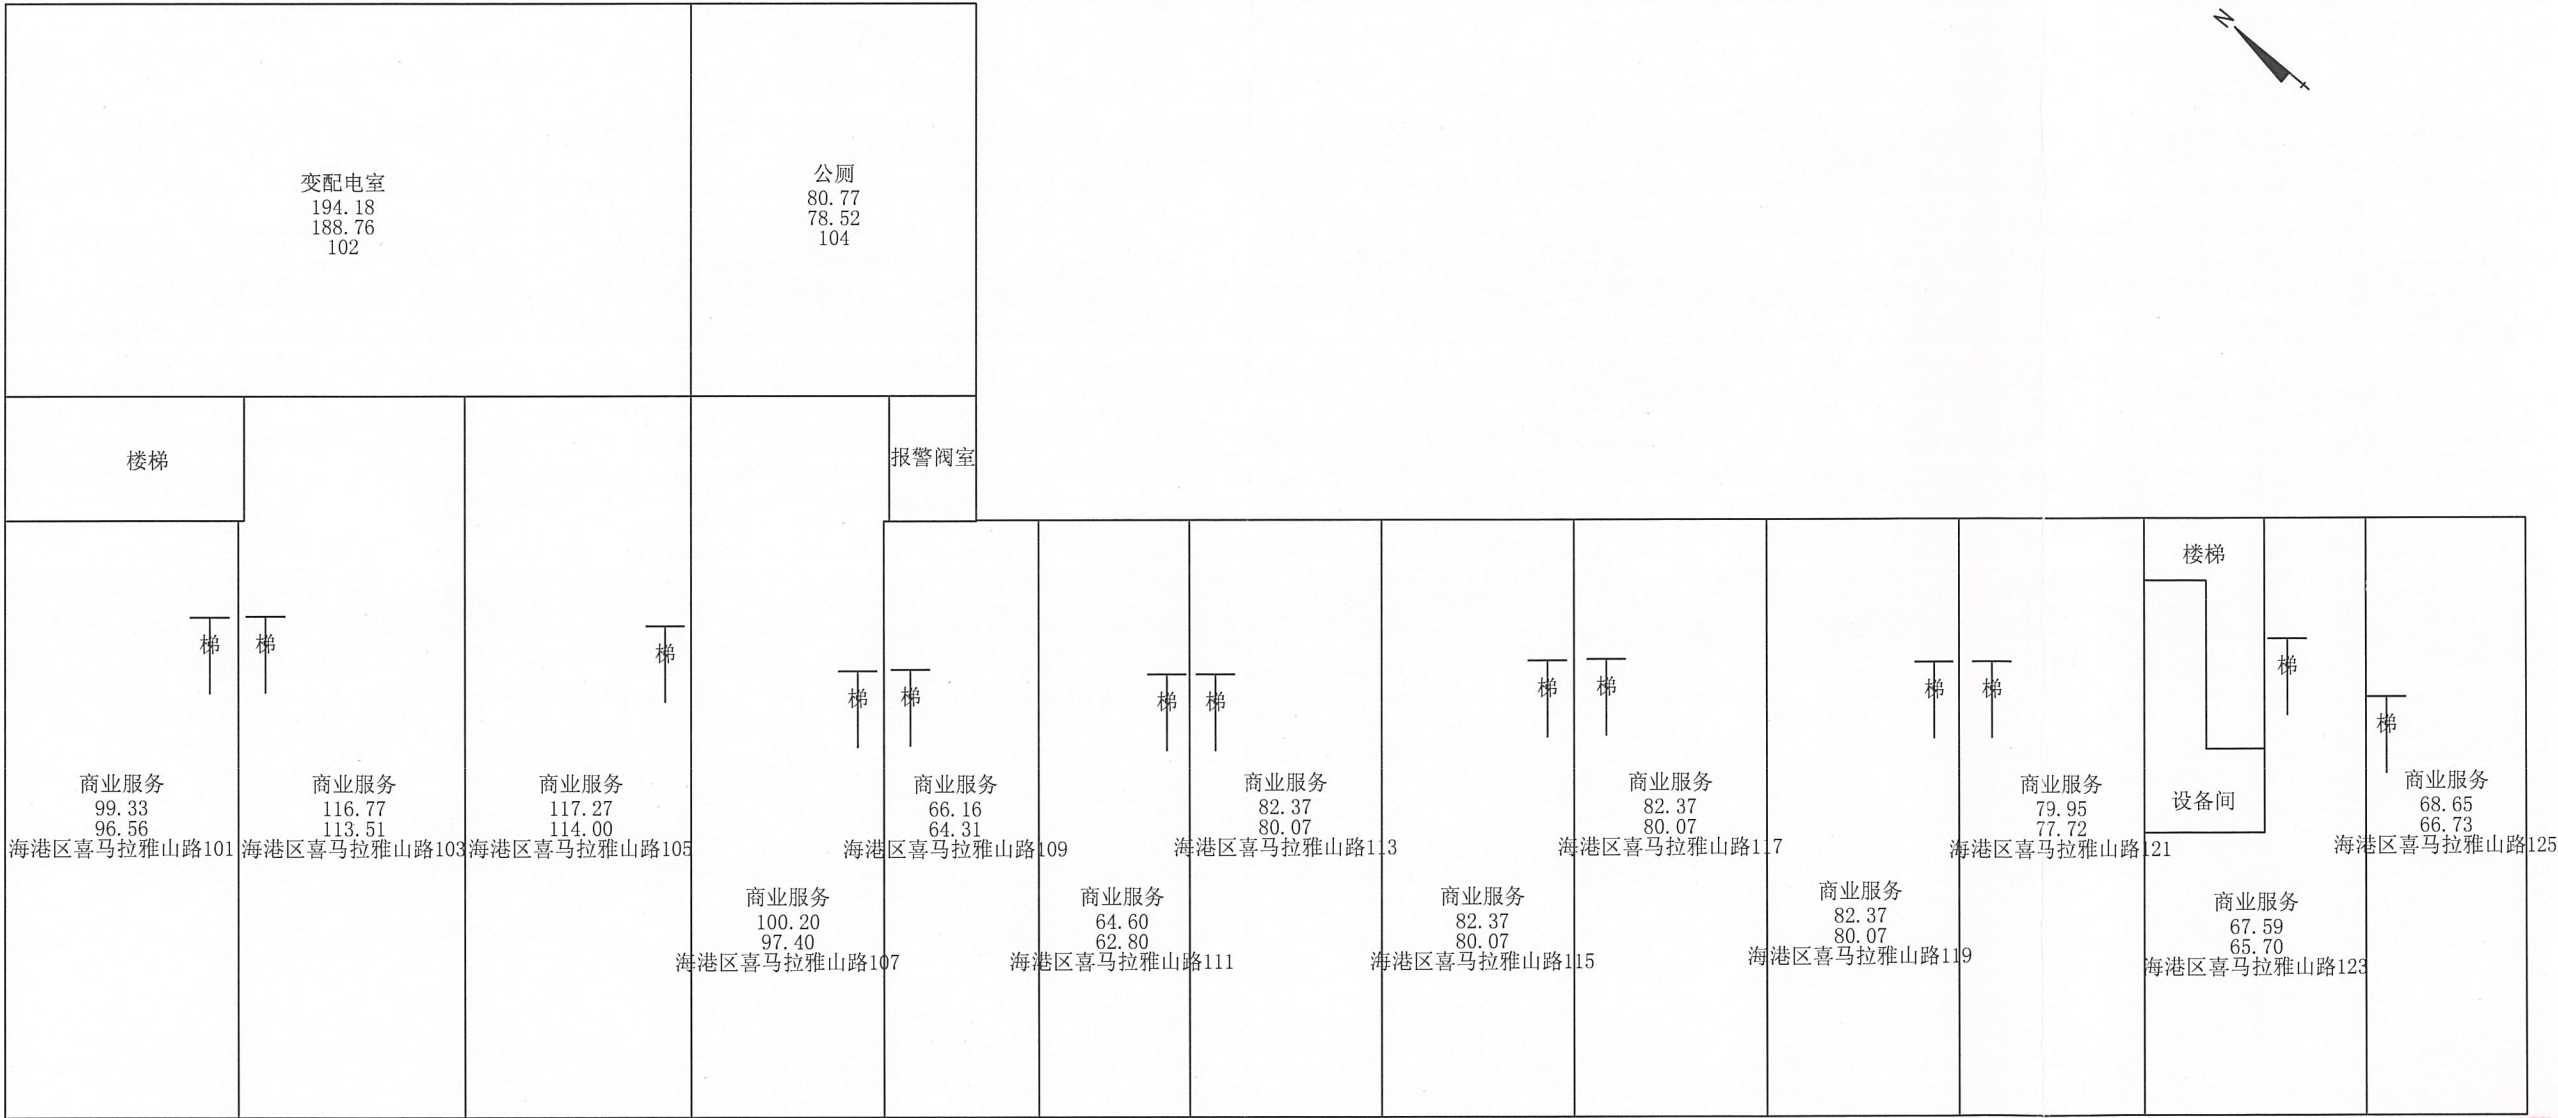 N
变配电室
194.18
188.76
102
公厕
80.77
78.52
104
楼梯
报警阀室
楼梯
梯
梯
梯
梯
梯
梯
梯
梯
梯
梯
梯
梯
梯
商业服务
99.33
96.56
海港区喜马拉雅山路101
商业服务
116.77
113.51
海港区喜马拉雅山路103
商业服务
117.27
114.00
海港区喜马拉雅山路105
商业服务
100.20
97.40
海港区喜马拉雅山路107
商业服务
66.16
64.31
海港区喜马拉雅山路109
商业服务
64.60
62.80
海港区喜马拉雅山路111
商业服务
82.37
80.07
海港区喜马拉雅山路113
商业服务
82.37
80.07
海港区喜马拉雅山路115
商业服务
82.37
80.07
海港区喜马拉雅山路117
商业服务
82.37
80.07
海港区喜马拉雅山路119
商业服务
79.95
77.72
海港区喜马拉雅山路121
设备间
商业服务
67.59
65.70
海港区喜马拉雅山路123
商业服务
68.65
66.73
海港区喜马拉雅山路125